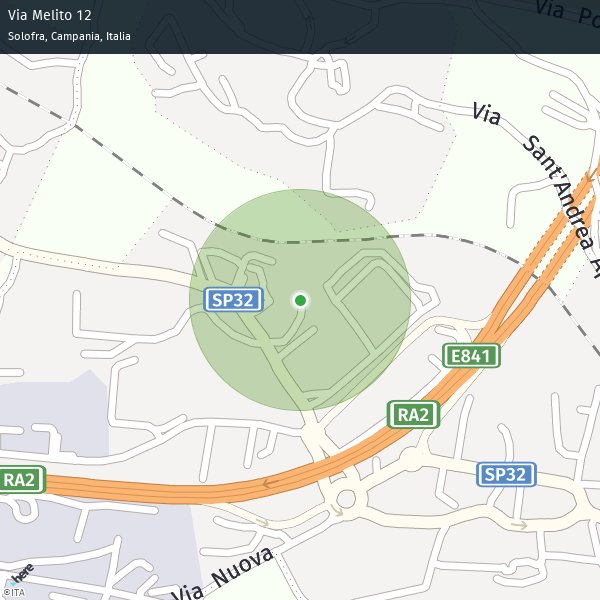 Via Melito 12
Solofra, Campania, Italia
Via Po
Via Sant'Andrea Ap
SP32
E841
RA2
RA2
SP32
Via Nuova
here
©ITA